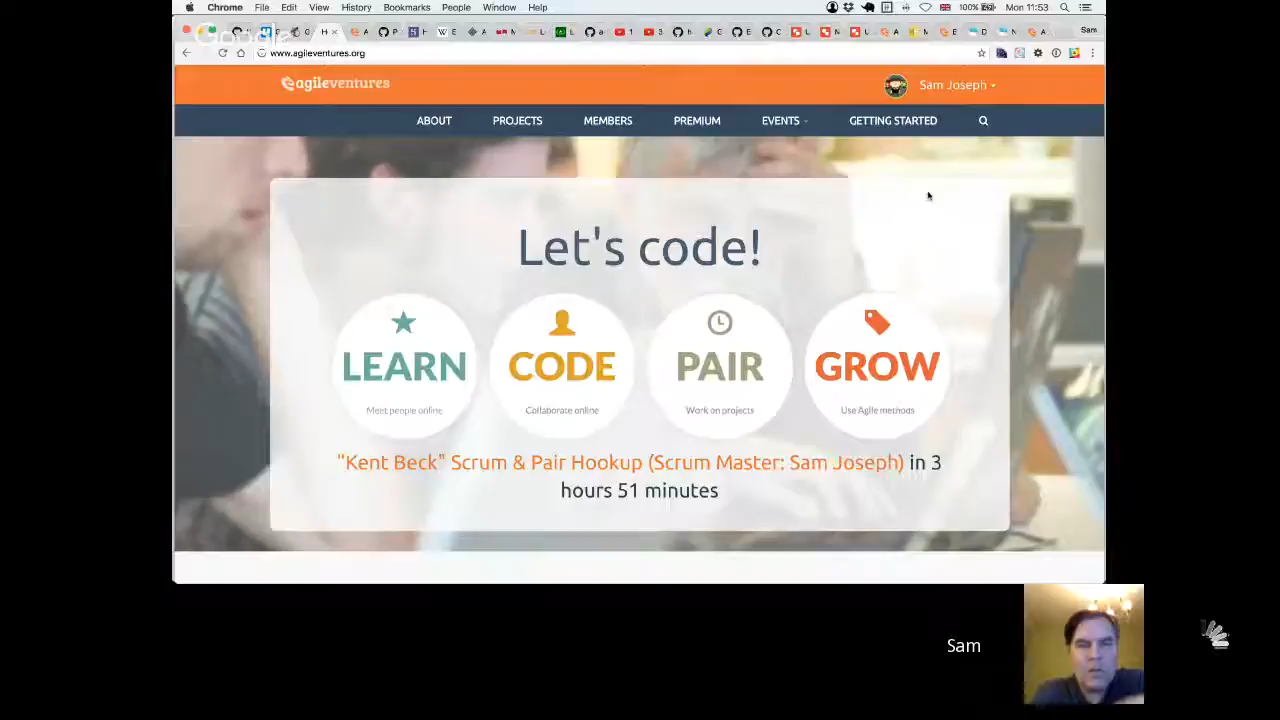 Chrome File Edit View History Bookmarks People Window Help 100% Mon 11:53
Google
Sam
www.agileventures.org
agileventures Sam Joseph
ABOUT PROJECTS MEMBERS PREMIUM EVENTS GETTING STARTED
Let's code!
LEARN CODE PAIR GROW
Meet people online Collaborate online Work on projects Use Agile methods
"Kent Beck" Scrum & Pair Hookup (Scrum Master: Sam Joseph) in 3
hours 51 minutes
Sam